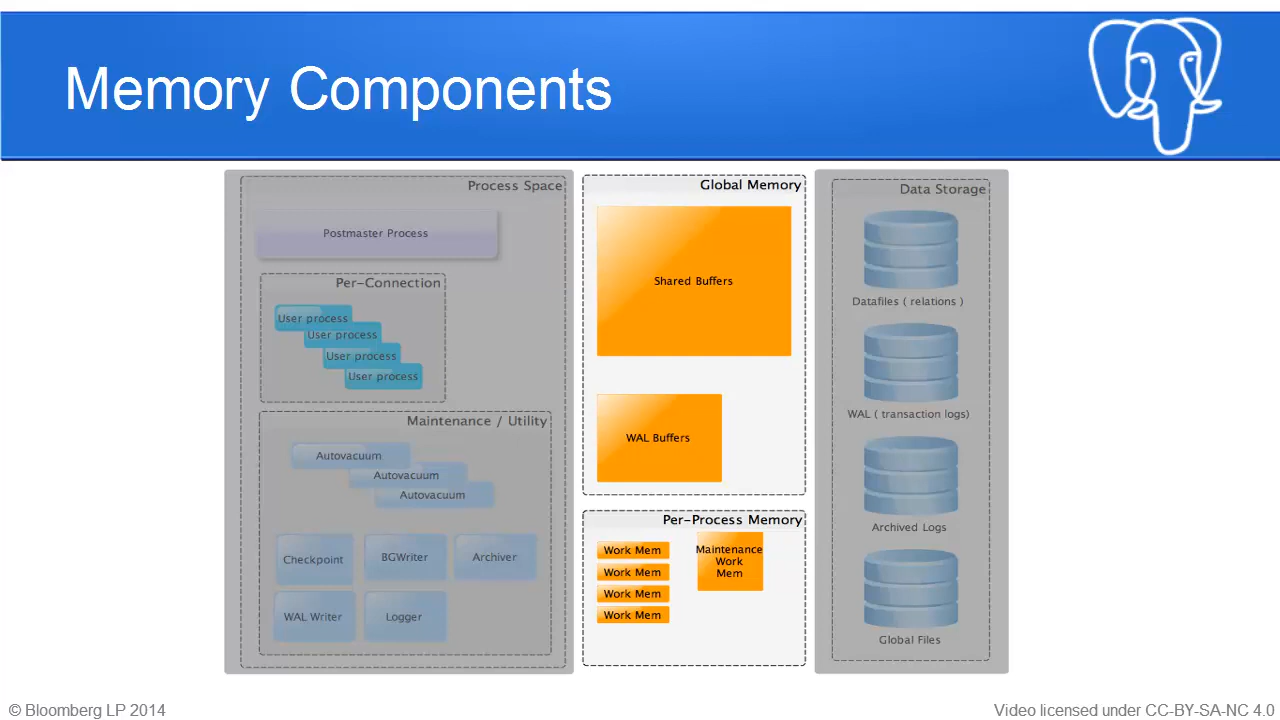 Memory Components
Process Space
Postmaster Process
Per-Connection
User process
User process
User process
User process
Maintenance / Utility
Autovacuum
Autovacuum
Autovacuum
Checkpoint
BGWriter
Archiver
WAL Writer
Logger
Global Memory
Shared Buffers
WAL Buffers
Per-Process Memory
Work Mem
Work Mem
Work Mem
Work Mem
Maintenance
Work
Mem
Data Storage
Datafiles ( relations )
WAL ( transaction logs)
Archived Logs
Global Files
© Bloomberg LP 2014
Video licensed under CC-BY-SA-NC 4.0